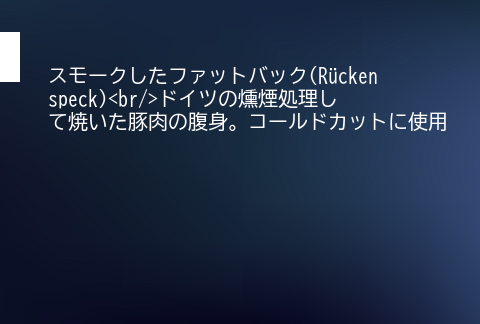 スモークしたファットバック(Rücken
speck)<br/>ドイツの燻煙処理し
て焼いた豚肉の腹身。コールドカットに使用